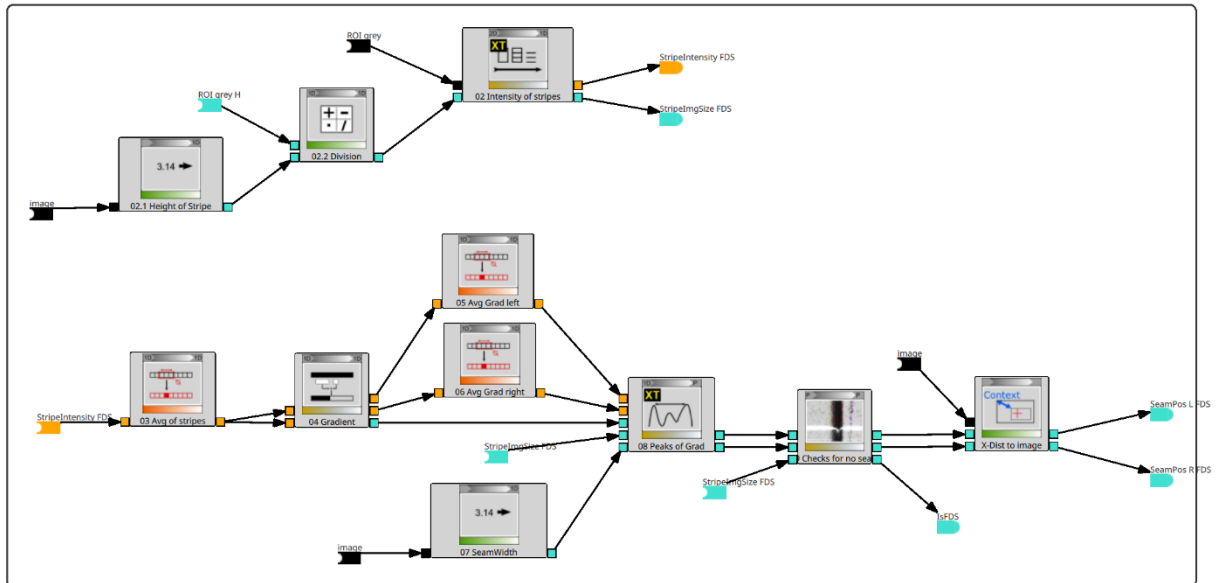 ROI grey
XT
02 Intensity of stripes
StripeIntensity FDS
StripeImgSize FDS
ROI grey H
+ -
· /
02.2 Division
3.14
02.1 Height of Stripe
image
05 Avg Grad left
06 Avg Grad right
StripeIntensity FDS
03 Avg of stripes
04 Gradient
StripeImgSize FDS
XT
08 Peaks of Grad
3.14
07 SeamWidth
image
StripeImgSize FDS
Checks for no sea
IsFDS
image
Context
X-Dist to image
SeamPos L FDS
SeamPos R FDS